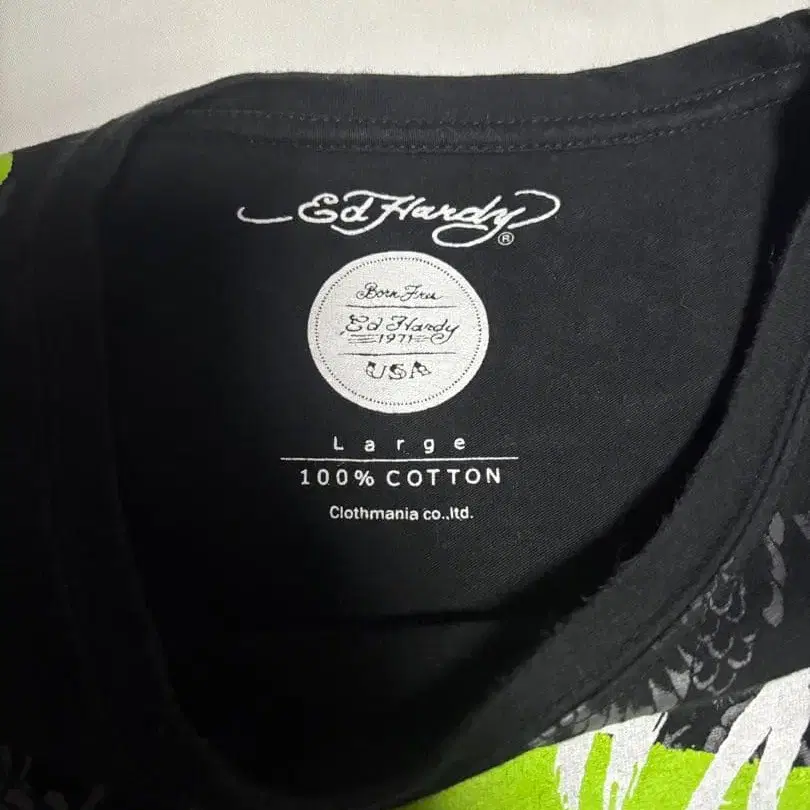 Ed Hardy®
Born Free
Ed Hardy
1971
USA
Large
100% COTTON
Clothmania co.,ltd.